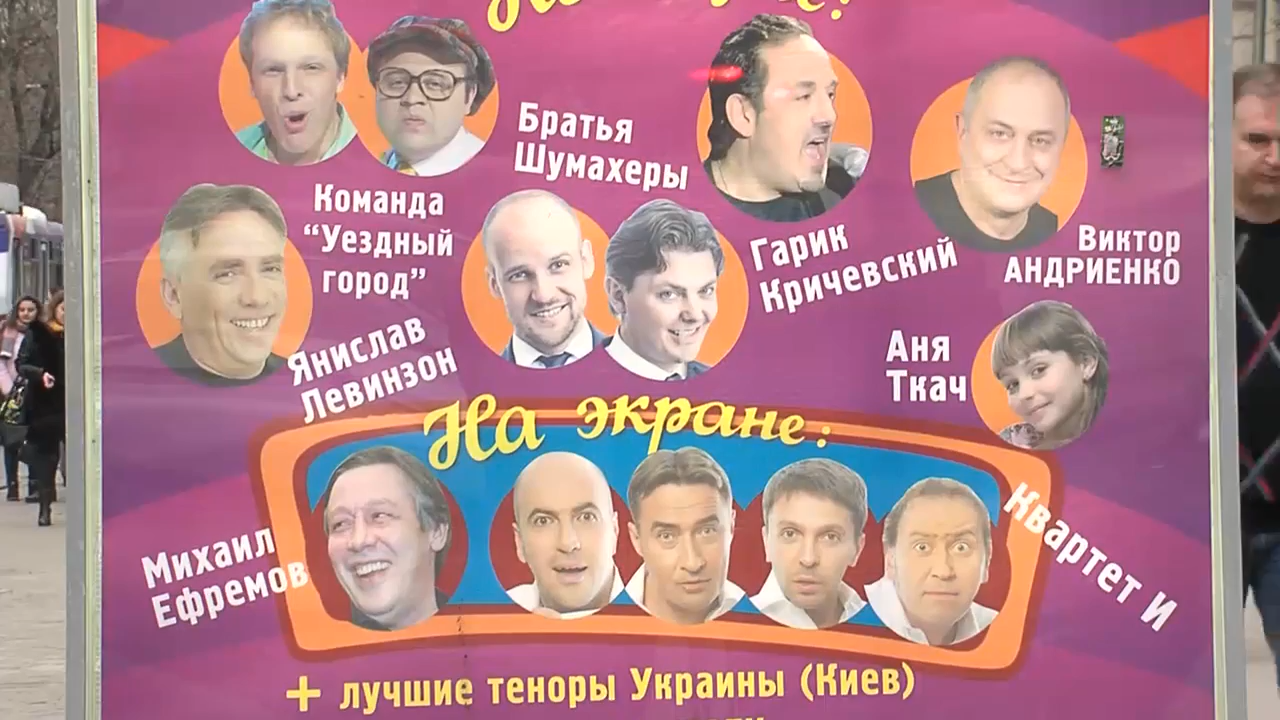 Братья
Шумахеры
Команда
“Уездный
город”
Гарик
Кричевский
Виктор
АНДРИЕНКО
Янислав
Левинзон
Аня
Ткач
На экране:
Михаил
Ефремов
Квартет И
+ лучшие теноры Украины (Киев)